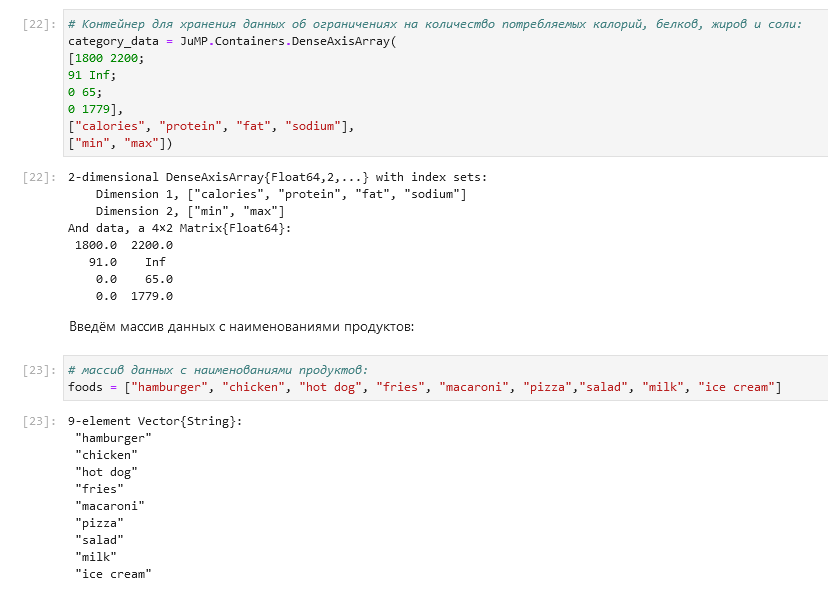 [22]: # Контейнер для хранения данных об ограничениях на количество потребляемых калорий, белков, жиров и соли:
category_data = JuMP.Containers.DenseAxisArray(
[1800 2200;
91 Inf;
0 65;
0 1779],
["calories", "protein", "fat", "sodium"],
["min", "max"])
[22]: 2-dimensional DenseAxisArray{Float64,2,...} with index sets:
    Dimension 1, ["calories", "protein", "fat", "sodium"]
    Dimension 2, ["min", "max"]
And data, a 4×2 Matrix{Float64}:
 1800.0  2200.0
   91.0    Inf
    0.0    65.0
    0.0  1779.0
Введём массив данных с наименованиями продуктов:
[23]: # массив данных с наименованиями продуктов:
foods = ["hamburger", "chicken", "hot dog", "fries", "macaroni", "pizza","salad", "milk", "ice cream"]
[23]: 9-element Vector{String}:
 "hamburger"
 "chicken"
 "hot dog"
 "fries"
 "macaroni"
 "pizza"
 "salad"
 "milk"
 "ice cream"